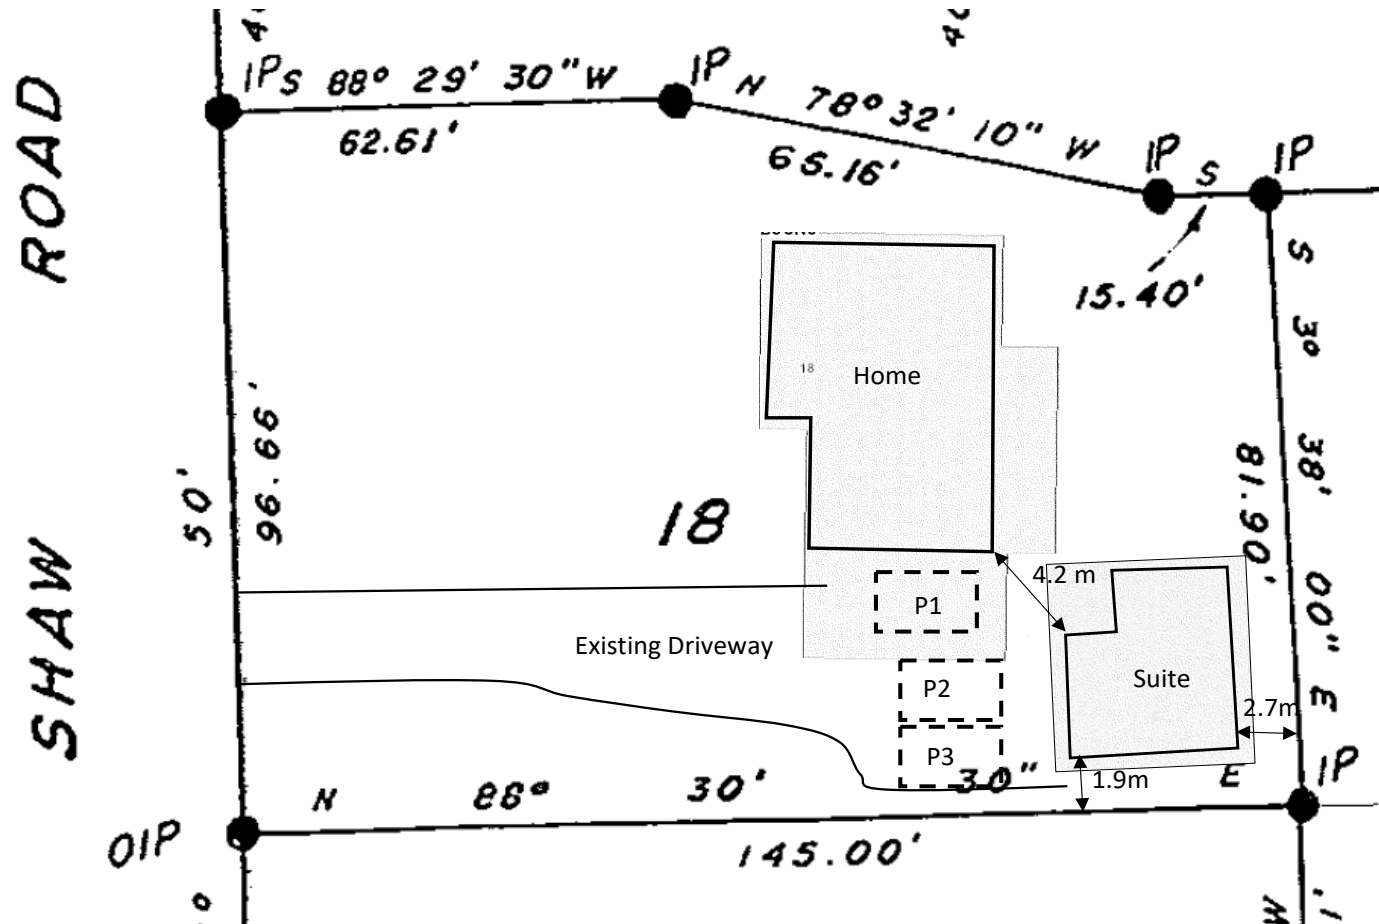 IP S 88° 29' 30" W IP N 78° 32' 10" W IP S IP
62.61'
65.16'
15.40'
ROAD
SHAW
50'
96.66'
18
Home
18
S 3° 38' 00" E
81.90'
4.2 m
P1
Existing Driveway
P2
Suite
2.7m
P3
1.9m
IP
N 88° 30' 30" E
OIP
145.00'